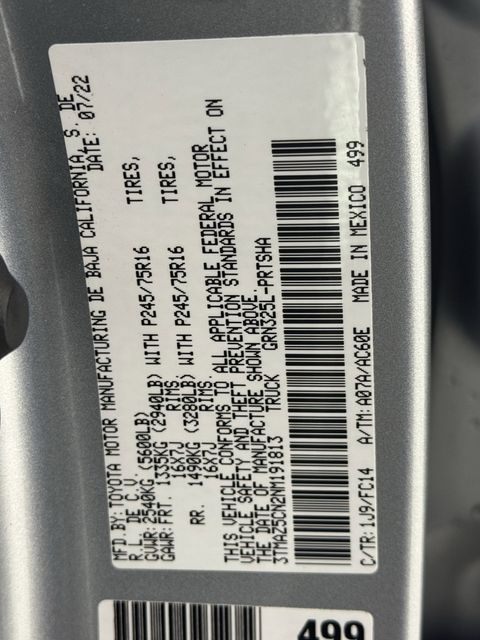 MFD.BY:TOYOTA MOTOR MANUFACTURING DE BAJA CALIFORNIA S. DE
R.L. DE C.V. DATE: 07/22
GVWR:2540KG(5600LB)
GAWR:FRT. 1335KG (2940LB) WITH P245/75R16 TIRES,
16X7J RIMS.
RR. 1490KG (3280LB) WITH P245/75R16 TIRES,
16X7J RIMS.
THIS VEHICLE CONFORMS TO ALL APPLICABLE FEDERAL MOTOR
VEHICLE SAFETY AND THEFT PREVENTION STANDARDS IN EFFECT ON
THE DATE OF MANUFACTURE SHOWN ABOVE.
3TMAZ5CN2NM191813 TRUCK GRN325L-PRTSHA
C/TR:1J9/FC14 A/TM:A07A/AC60E MADE IN MEXICO 499
499